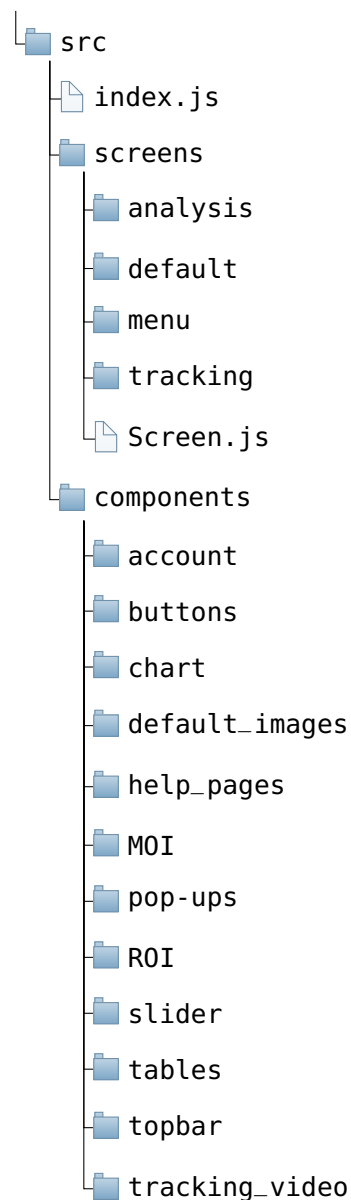 src
index.js
screens
analysis
default
menu
tracking
Screen.js
components
account
buttons
chart
default_images
help_pages
MOI
pop-ups
ROI
slider
tables
topbar
tracking_video